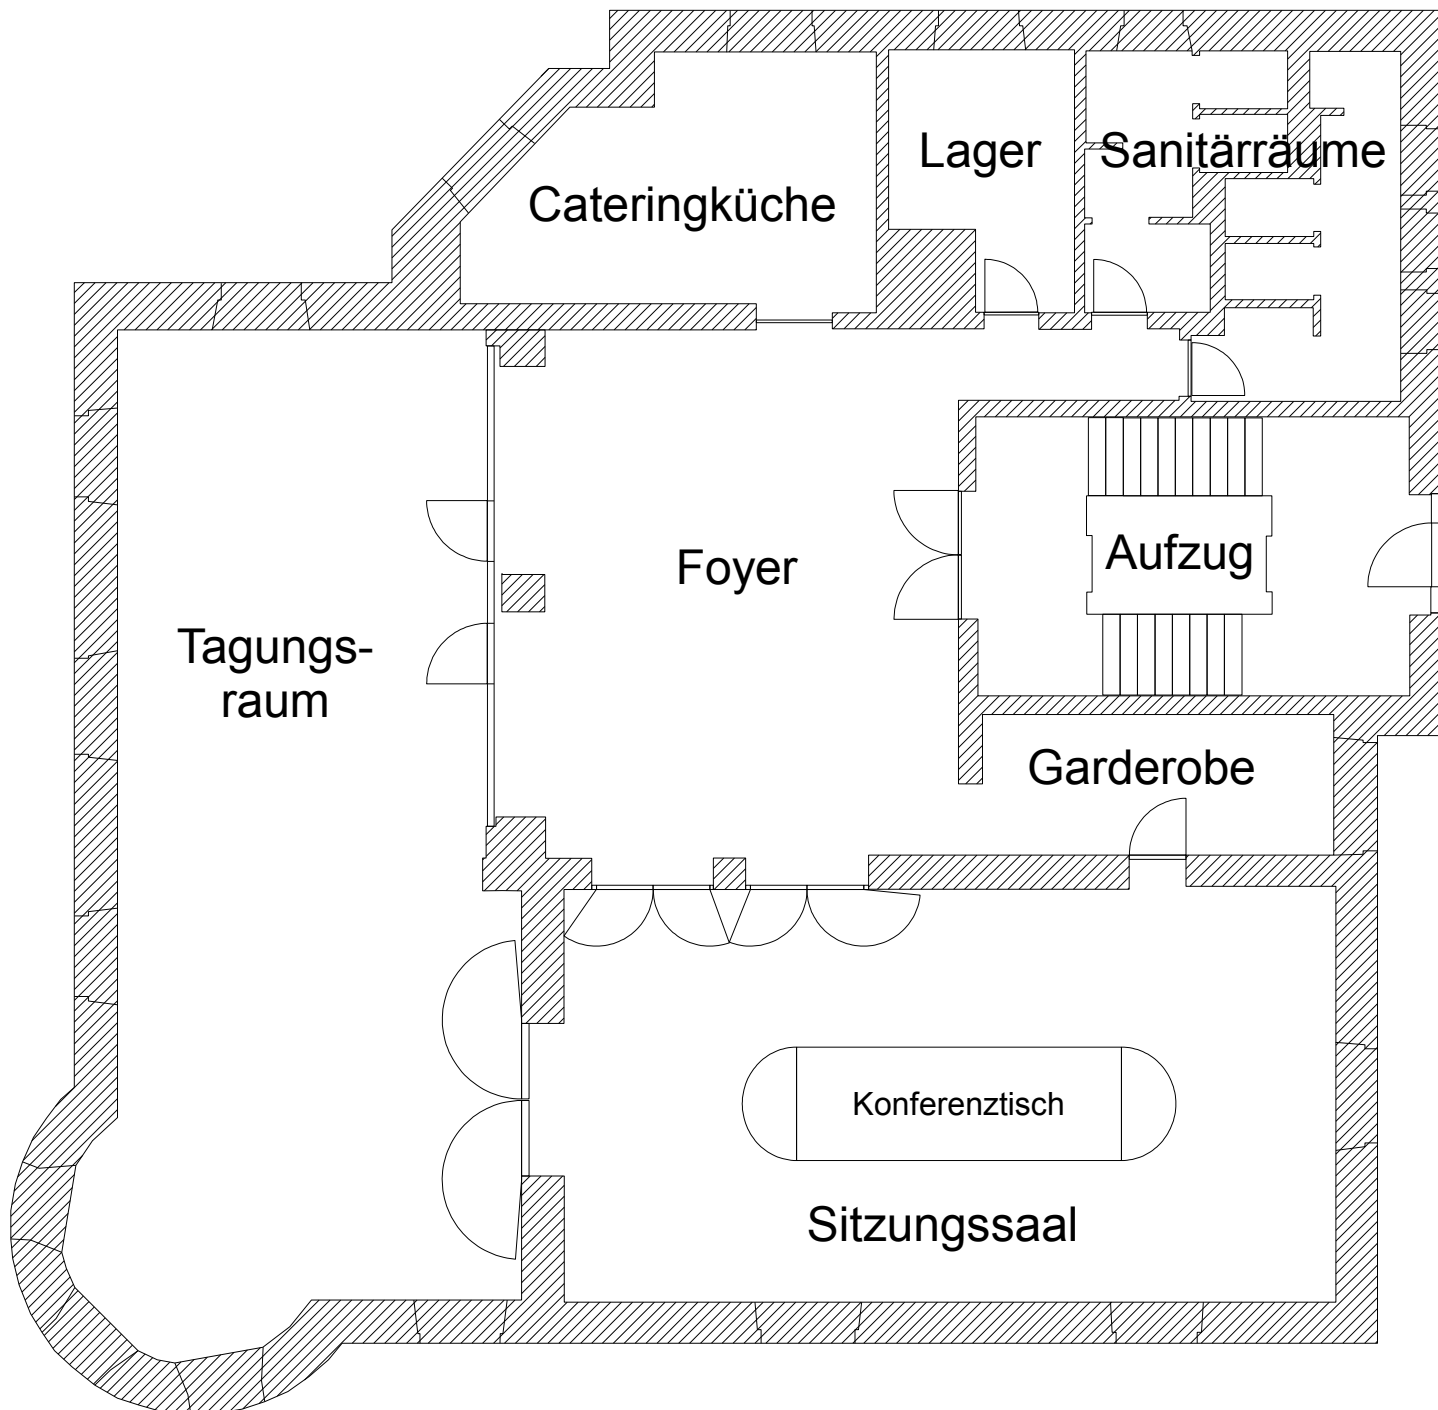 Lager
Sanitärräume
Cateringküche
Foyer
Aufzug
Tagungs-
raum
Garderobe
Konferenztisch
Sitzungssaal